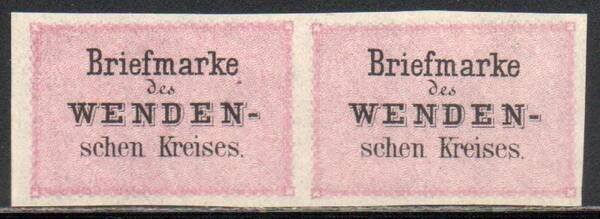 Briefmarke
des
WENDEN-
schen Kreises.
Briefmarke
des
WENDEN-
schen Kreises.